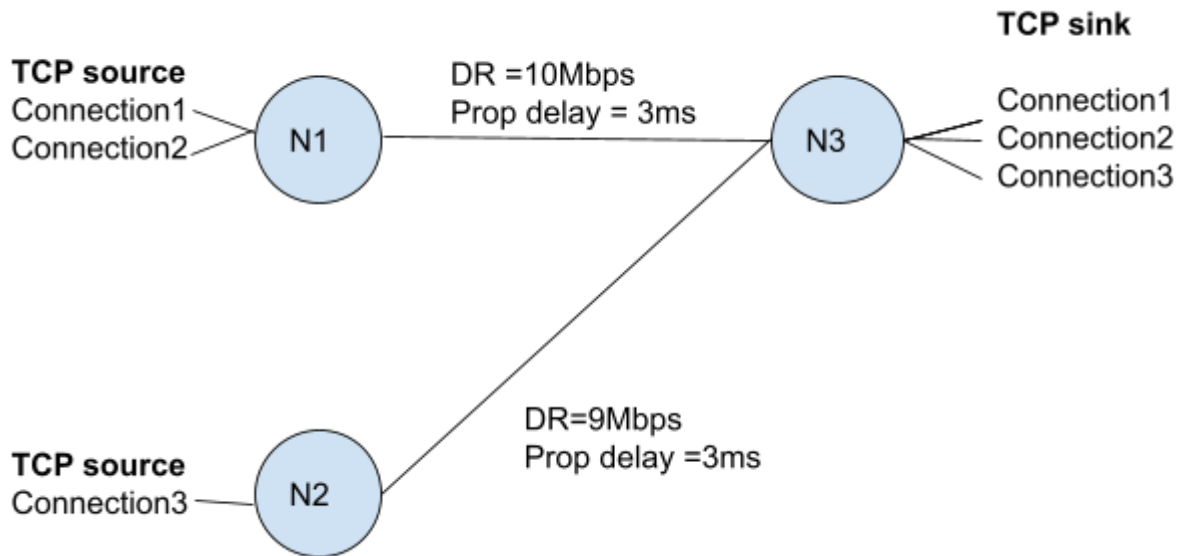 TCP sink
TCP source
Connection1
Connection2
N1
DR =10Mbps
Prop delay = 3ms
N3
Connection1
Connection2
Connection3
DR=9Mbps
Prop delay =3ms
TCP source
Connection3
N2